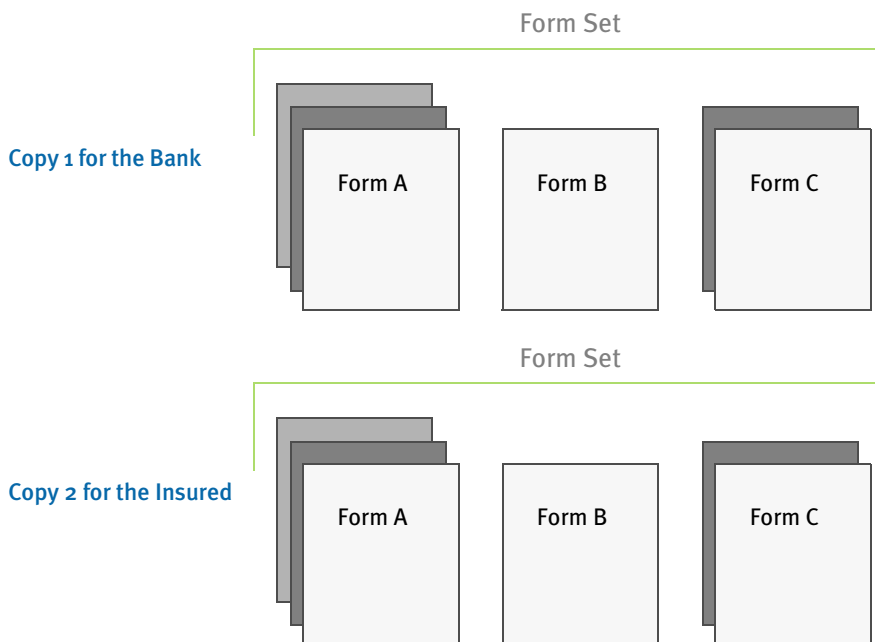 Form Set
Copy 1 for the Bank
Form A
Form B
Form C
Form Set
Copy 2 for the Insured
Form A
Form B
Form C